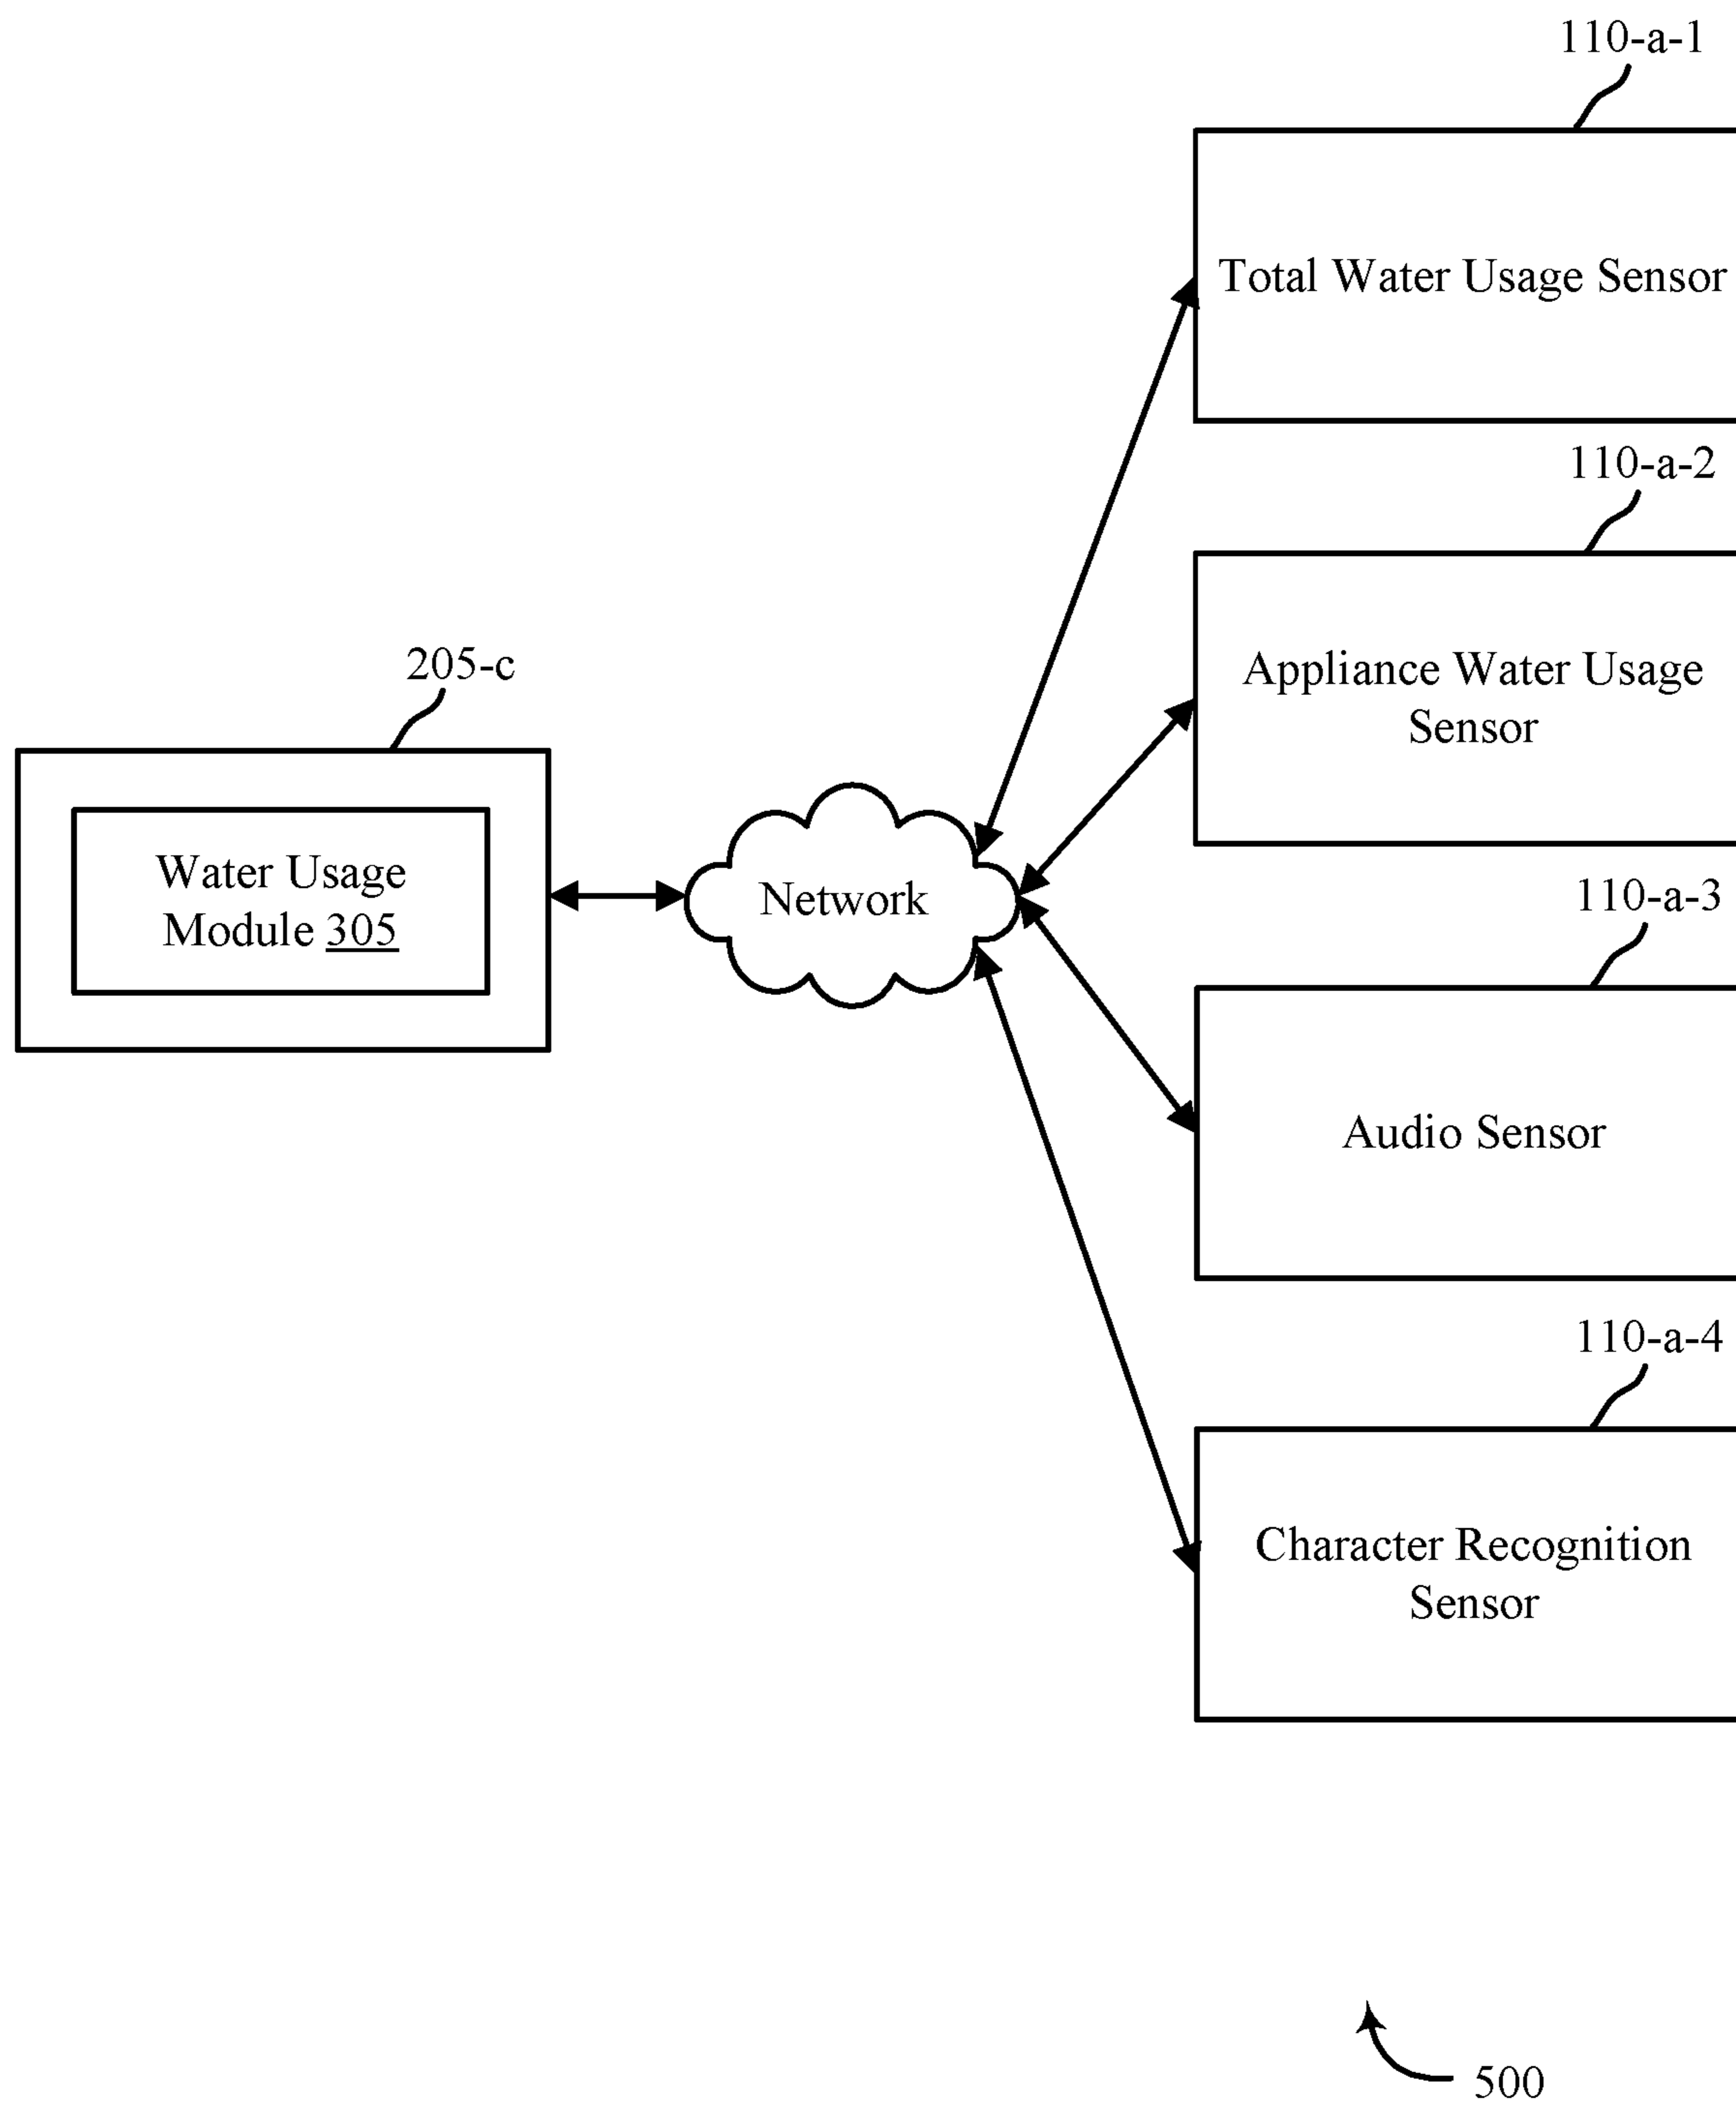 110-a-1
Total Water Usage Sensor
110-a-2
Appliance Water Usage
Sensor
205-c
Water Usage
Module 305
Network
110-a-3
Audio Sensor
110-a-4
Character Recognition
Sensor
500